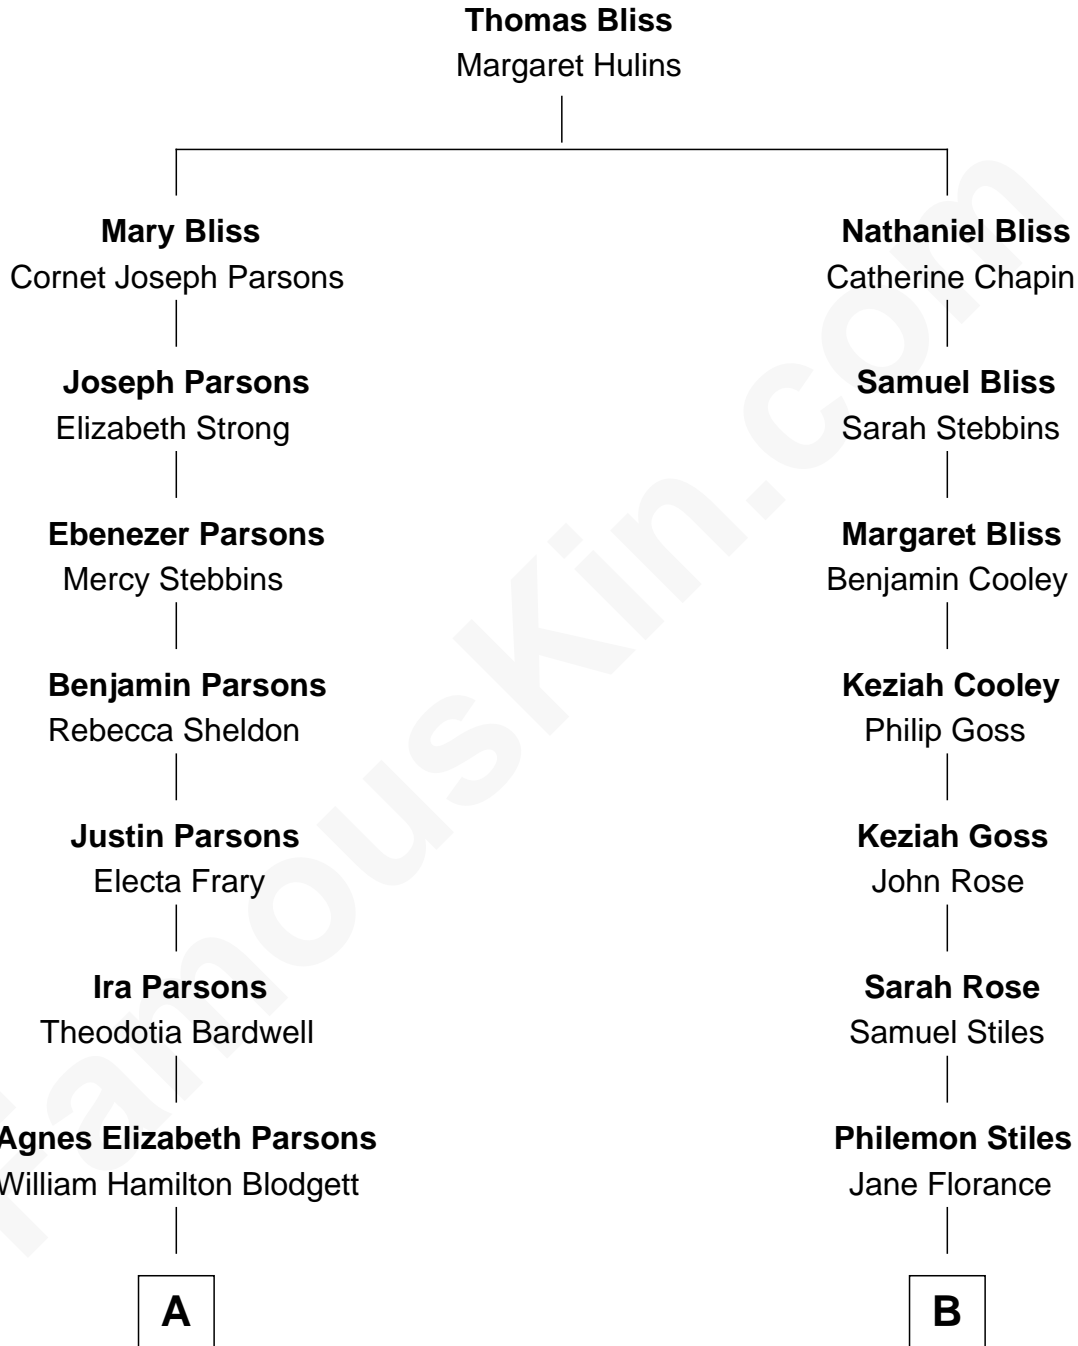 Thomas Bliss
Margaret Hulins
Mary Bliss
Cornet Joseph Parsons
Nathaniel Bliss
Catherine Chapin
Joseph Parsons
Elizabeth Strong
Samuel Bliss
Sarah Stebbins
Ebenezer Parsons
Mercy Stebbins
Margaret Bliss
Benjamin Cooley
Benjamin Parsons
Rebecca Sheldon
Keziah Cooley
Philip Goss
Justin Parsons
Electa Frary
Keziah Goss
John Rose
Ira Parsons
Theodotia Bardwell
Sarah Rose
Samuel Stiles
Agnes Elizabeth Parsons
William Hamilton Blodgett
Philemon Stiles
Jane Florance
A
B
FamousKin.com